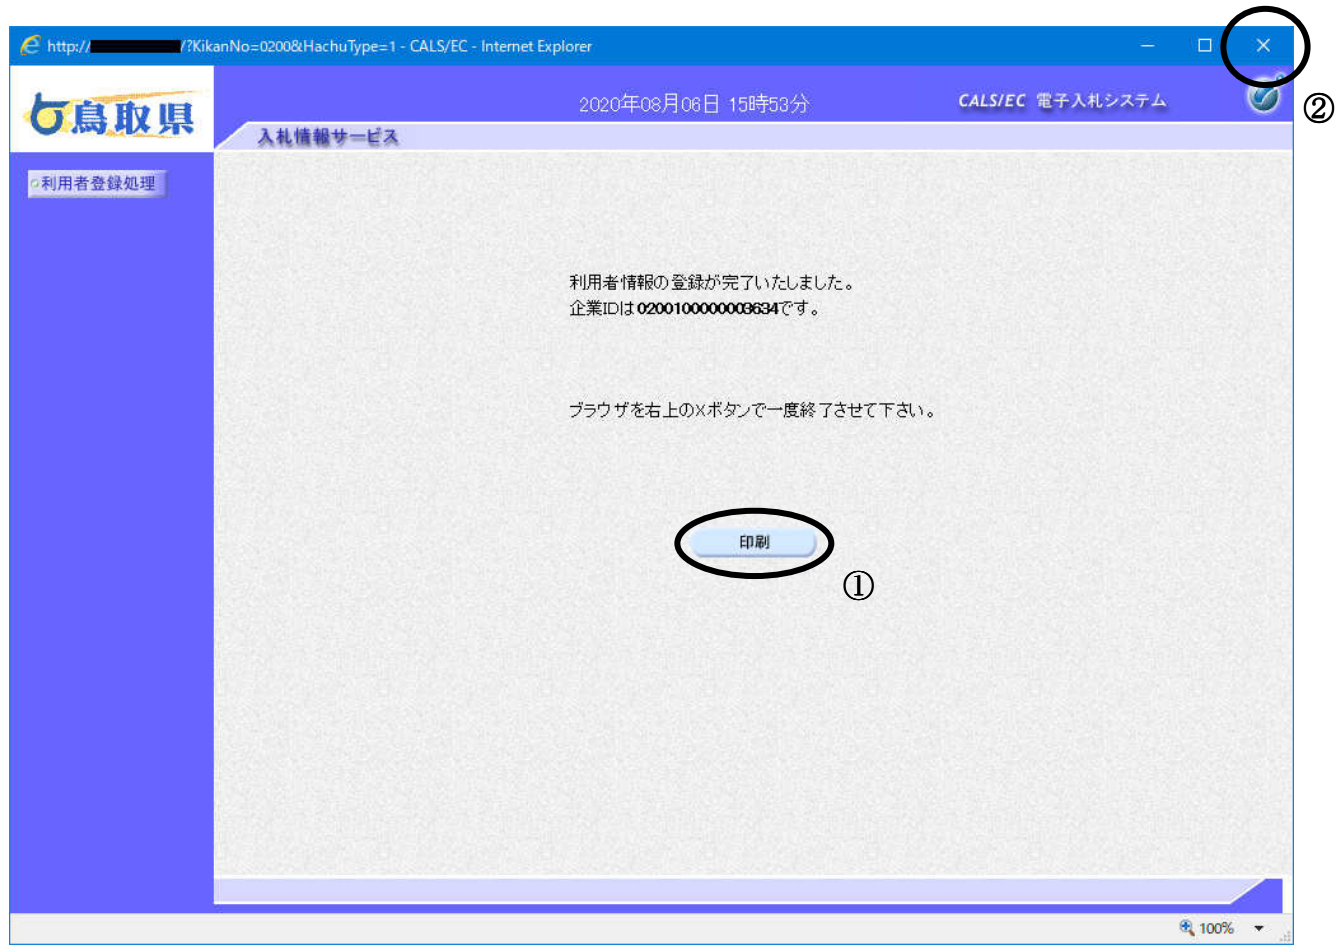 http:// /?KikanNo=0200&HachuType=1 - CALS/EC - Internet Explorer
②
鳥取県
2020年08月06日 15時53分
CALS/EC 電子入札システム
入札情報サービス
利用者登録処理
利用者情報の登録が完了いたしました。
企業IDは0200100000003634です。
ブラウザを右上の×ボタンで一度終了させて下さい。
印刷
①
100%